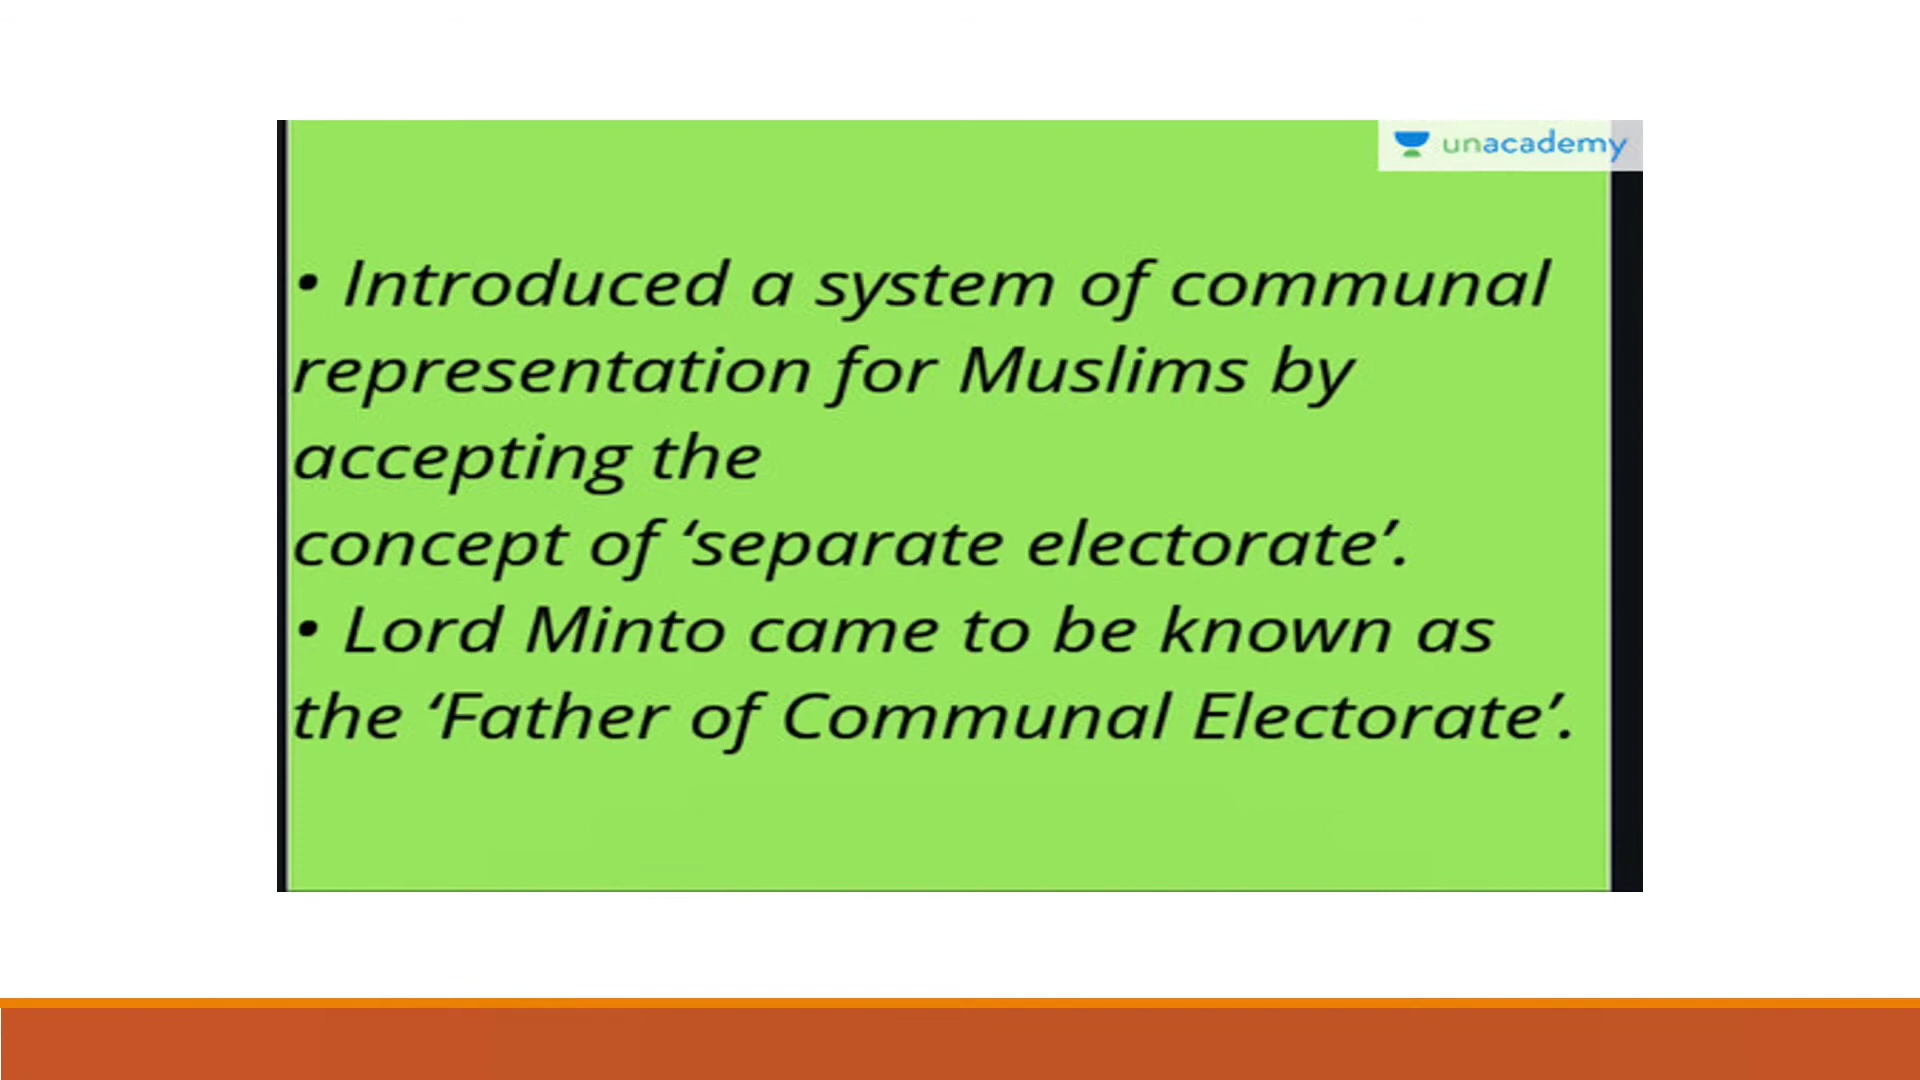 unacademy
• Introduced a system of communal
representation for Muslims by
accepting the
concept of ‘separate electorate’.
• Lord Minto came to be known as
the ‘Father of Communal Electorate’.